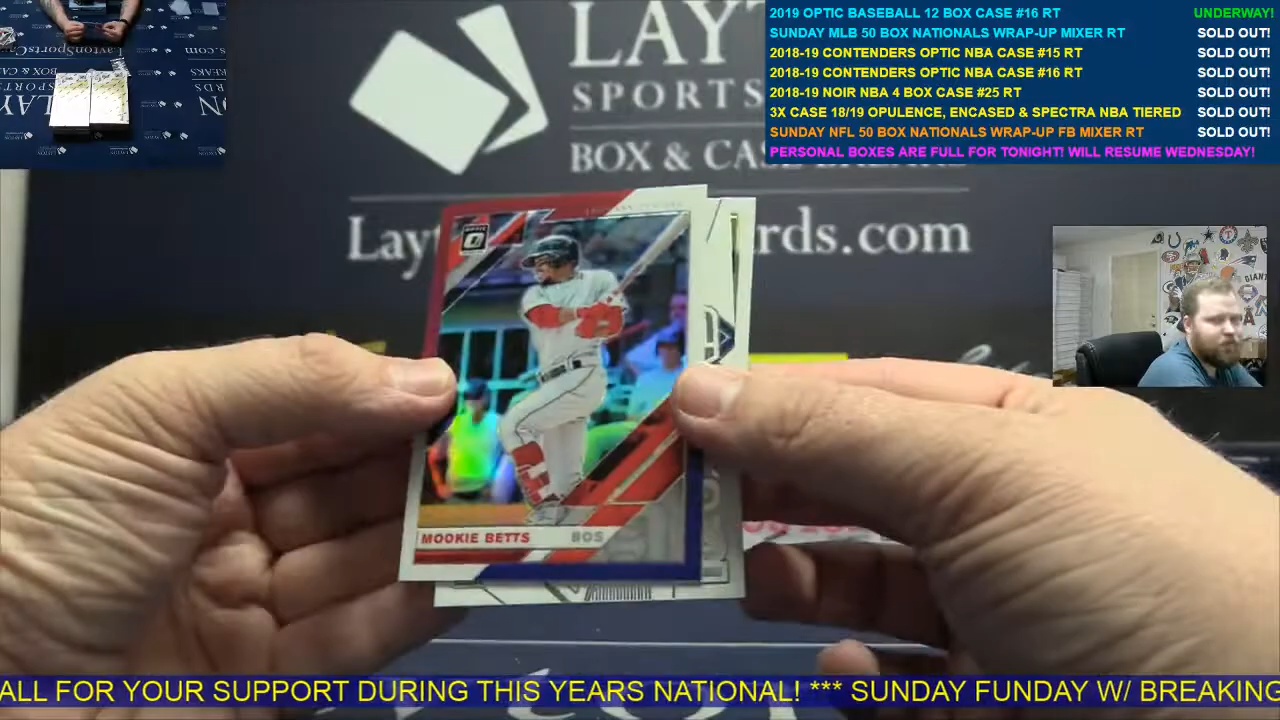 2019 OPTIC BASEBALL 12 BOX CASE #16 RT UNDERWAY!
SUNDAY MLB 50 BOX NATIONALS WRAP-UP MIXER RT SOLD OUT!
2018-19 CONTENDERS OPTIC NBA CASE #15 RT SOLD OUT!
2018-19 CONTENDERS OPTIC NBA CASE #16 RT SOLD OUT!
2018-19 NOIR NBA 4 BOX CASE #25 RT SOLD OUT!
3X CASE 18/19 OPULENCE, ENCASED & SPECTRA NBA TIERED SOLD OUT!
SUNDAY NFL 50 BOX NATIONALS WRAP-UP FB MIXER RT SOLD OUT!
PERSONAL BOXES ARE FULL FOR TONIGHT! WILL RESUME WEDNESDAY!
LAYT
SPORTS
BOX & CASE BREAKS
Layt rds.com
MOOKIE BETTS BOS
ALL FOR YOUR SUPPORT DURING THIS YEARS NATIONAL! *** SUNDAY FUNDAY W/ BREAKING